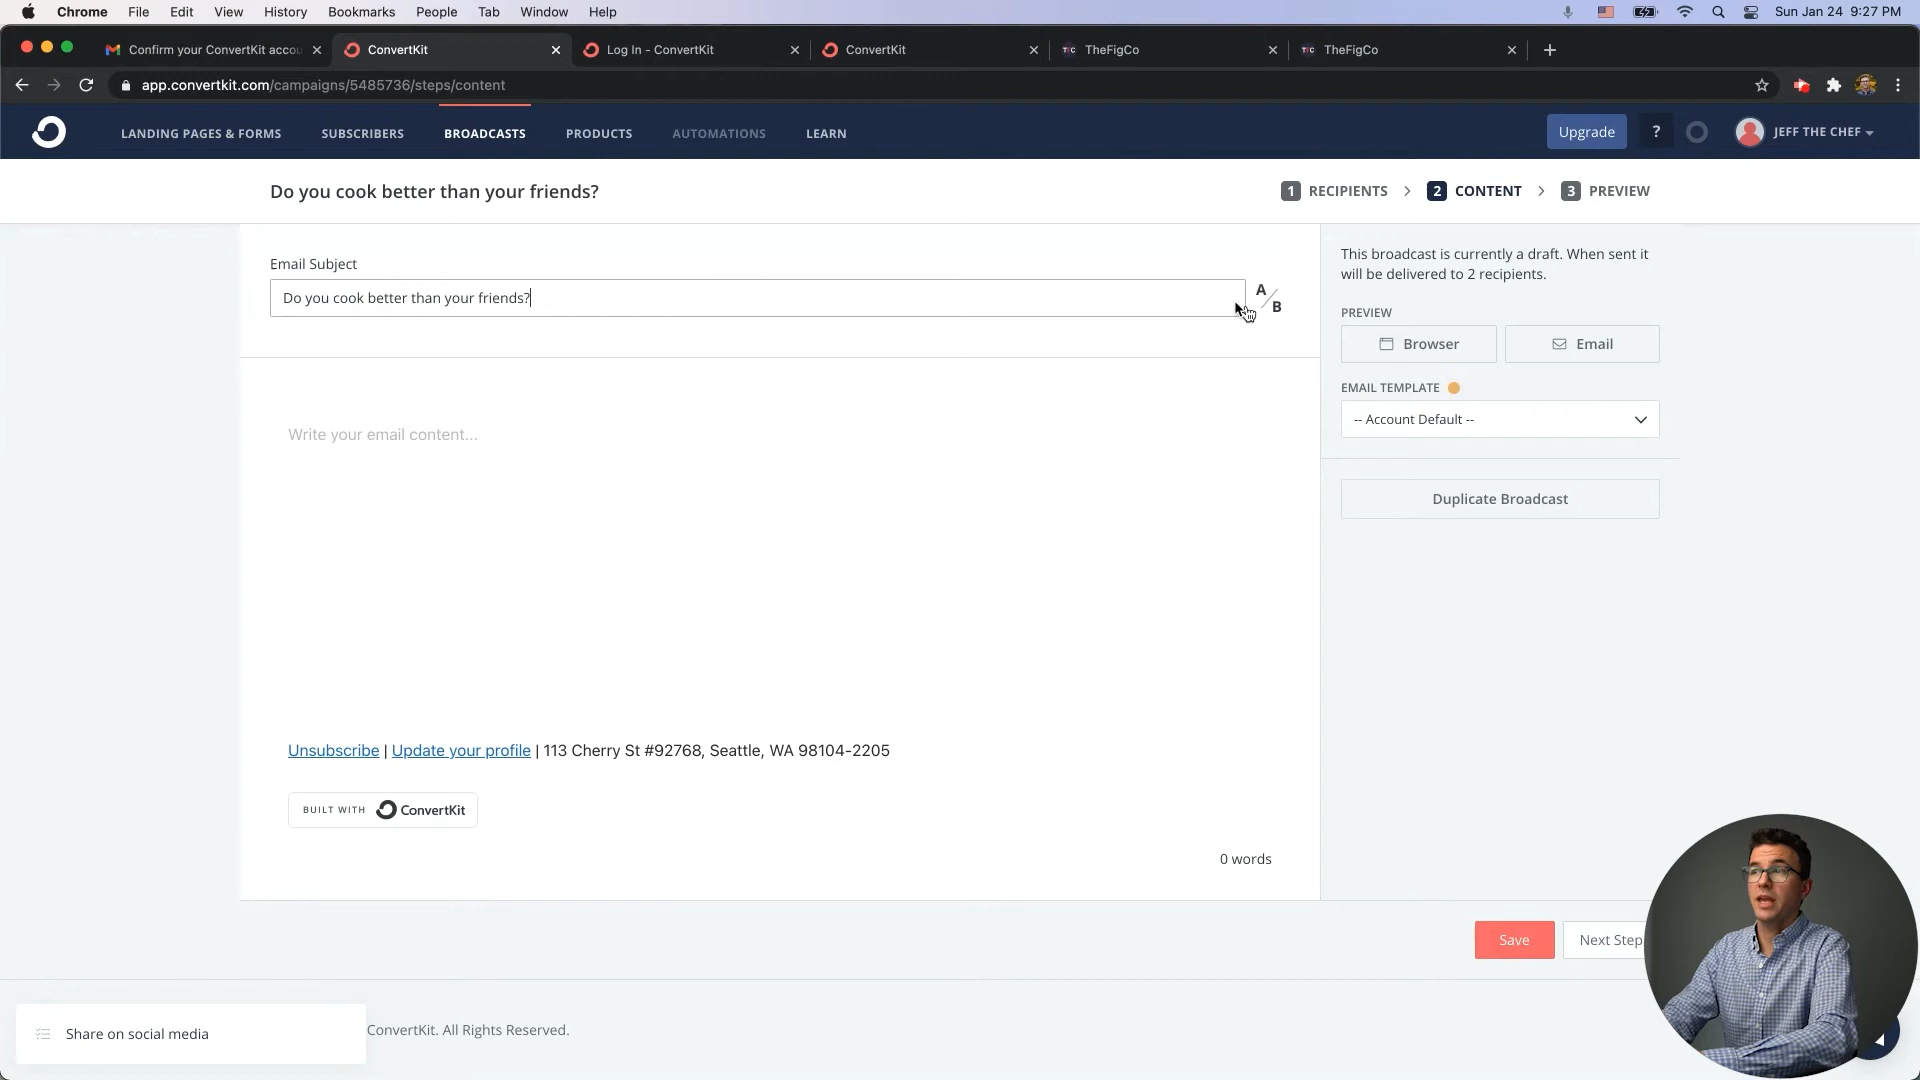 Chrome File Edit View History Bookmarks People Tab Window Help Sun Jan 24 9:27 PM
Confirm your ConvertKit accou ConvertKit Log In - ConvertKit ConvertKit TFC TheFigCo TFC TheFigCo
app.convertkit.com/campaigns/5485736/steps/content
LANDING PAGES & FORMS SUBSCRIBERS BROADCASTS PRODUCTS AUTOMATIONS LEARN Upgrade ? JEFF THE CHEF
Do you cook better than your friends? 1 RECIPIENTS > 2 CONTENT > 3 PREVIEW
Email Subject
Do you cook better than your friends?
A/B
This broadcast is currently a draft. When sent it
will be delivered to 2 recipients.
PREVIEW
Browser Email
EMAIL TEMPLATE
-- Account Default --
Duplicate Broadcast
Write your email content...
Unsubscribe | Update your profile | 113 Cherry St #92768, Seattle, WA 98104-2205
BUILT WITH ConvertKit
0 words
Save Next Step
Share on social media ConvertKit. All Rights Reserved.